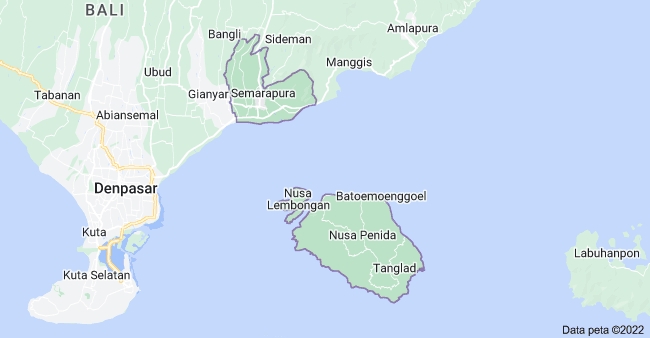 BALI
Bangli
Sideman
Amlapura
Manggis
Ubud
Tabanan
Gianyar
Semarapura
Abiansemal
Denpasar
Nusa
Lembongan
Batoemoenggoel
Kuta
Nusa Penida
Labuhanpon
Kuta Selatan
Tanglad
Data peta ©2022